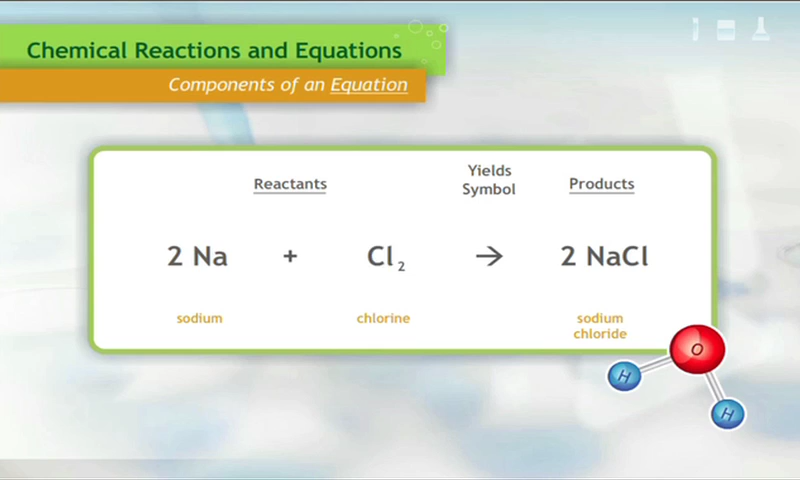 Chemical Reactions and Equations
Components of an Equation
Reactants
Yields
Symbol
Products
2 Na + Cl₂ → 2 NaCl
sodium
chlorine
sodium
chloride
O
H
H